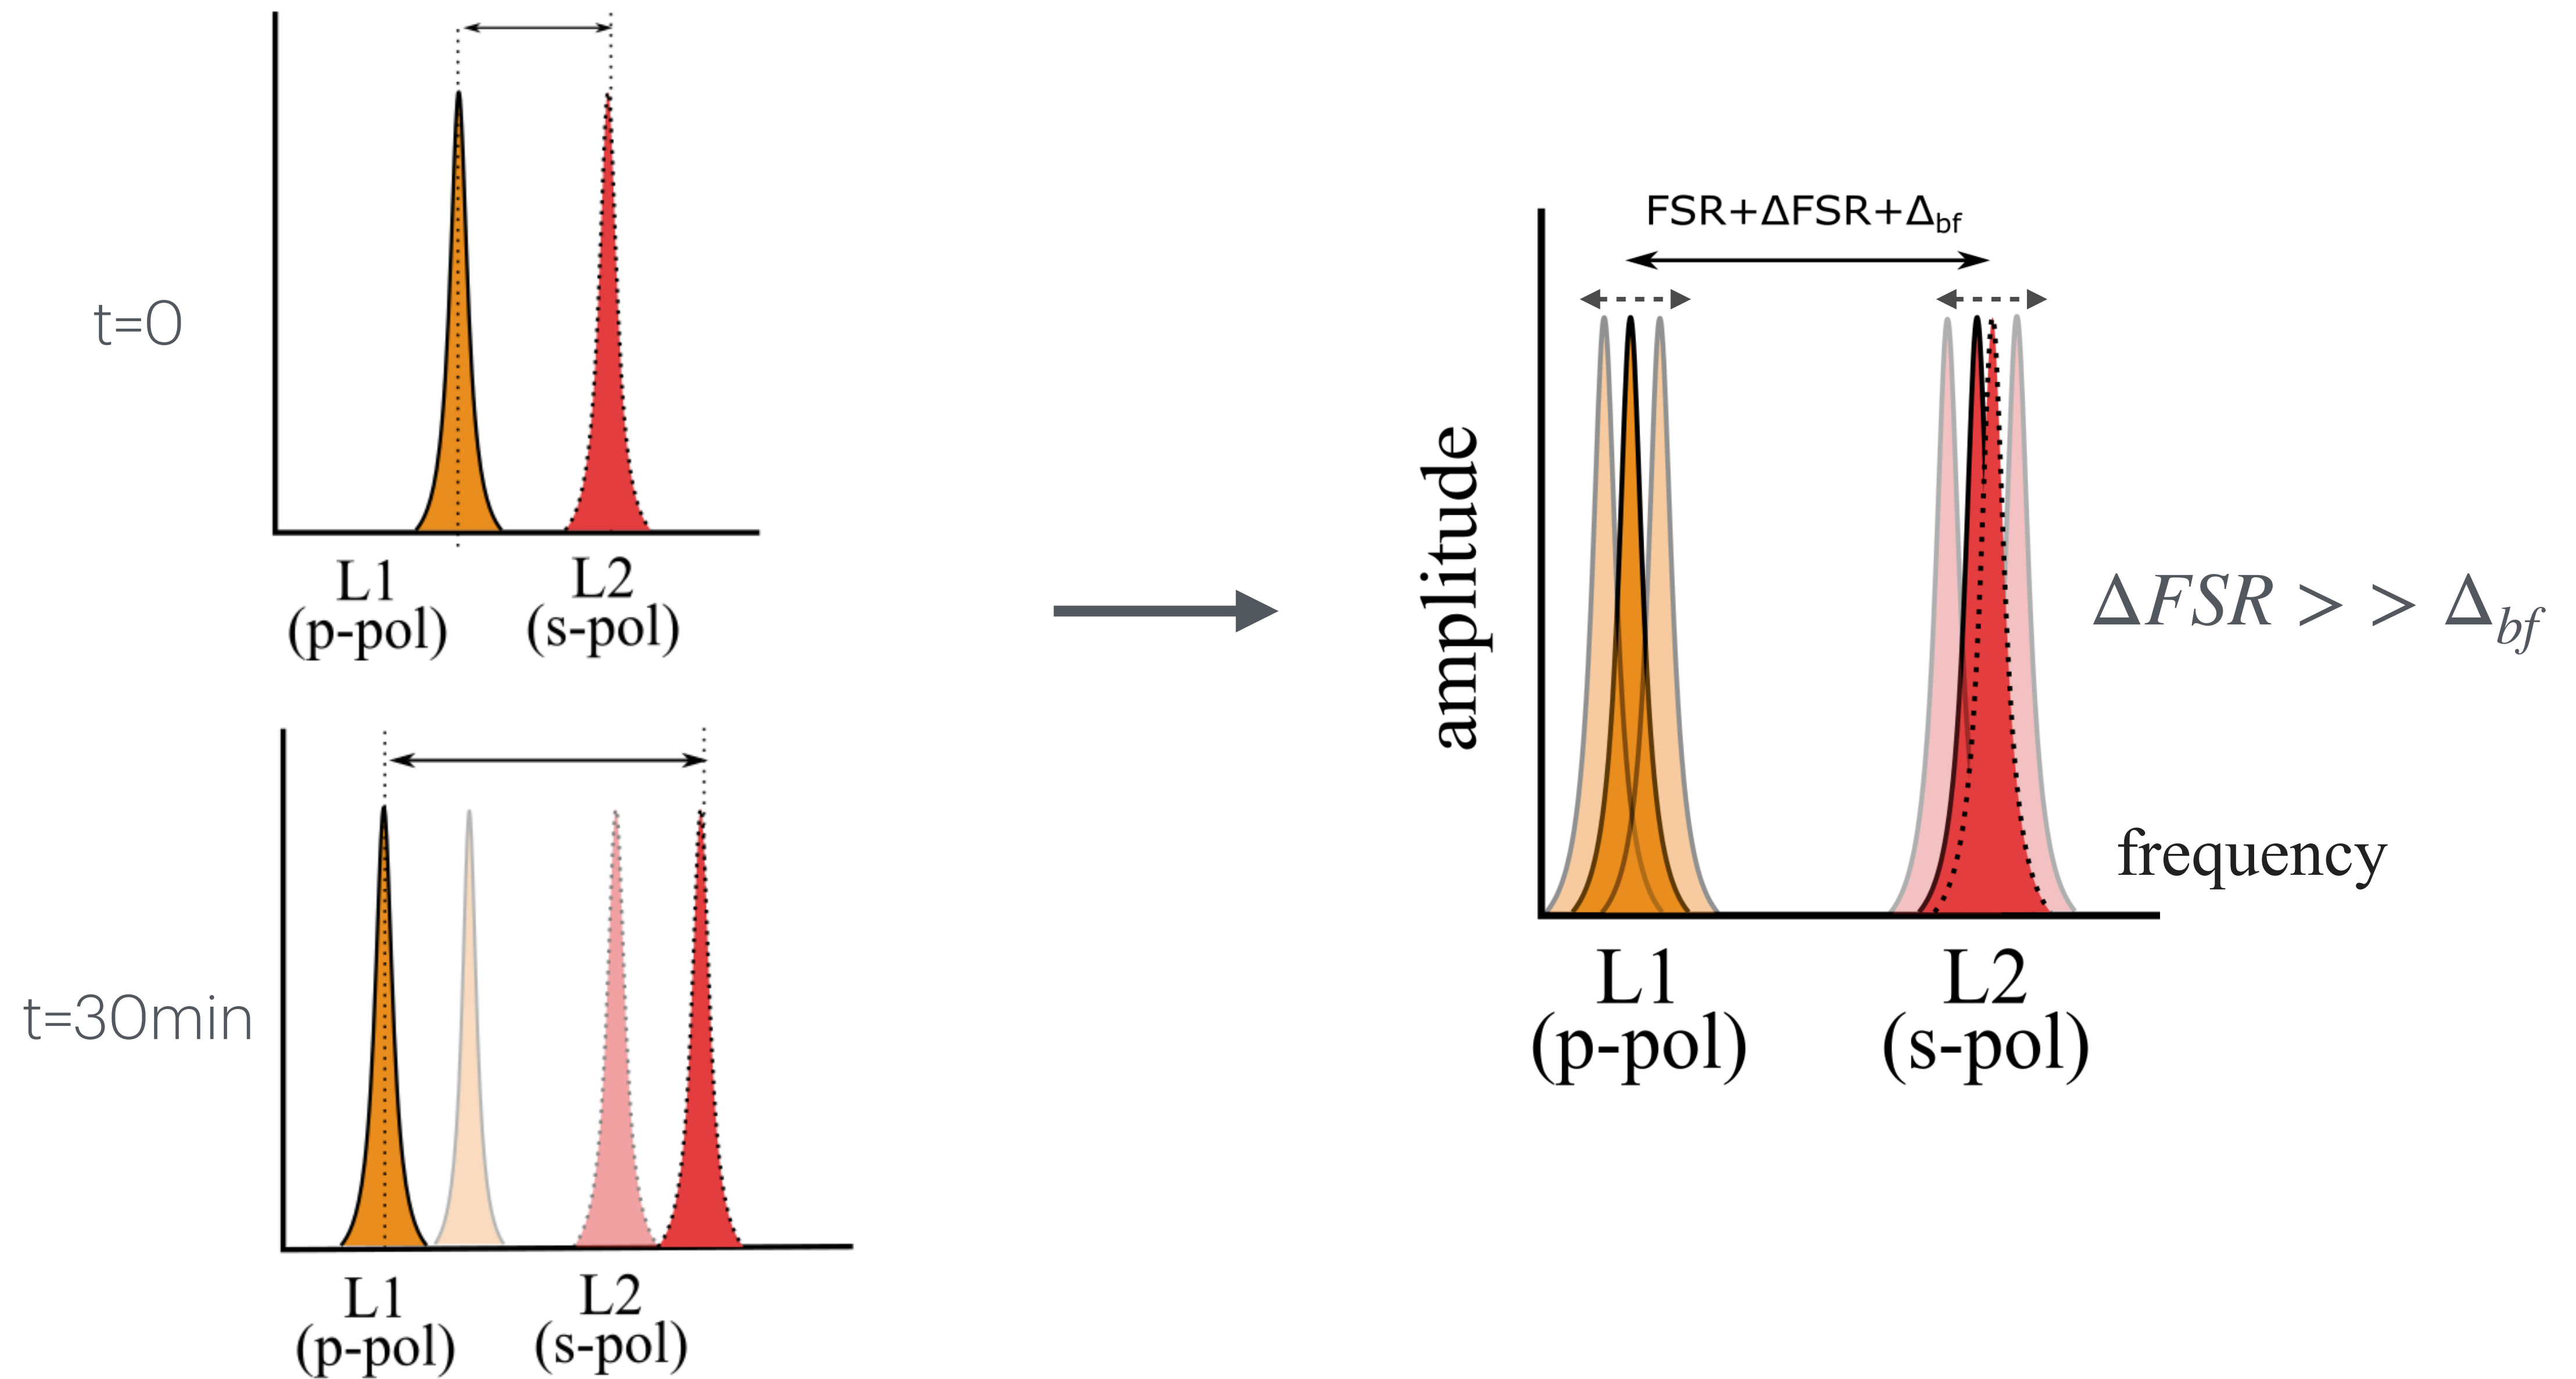 t=0
L1
(p-pol)
L2
(s-pol)
t=30min
L1
(p-pol)
L2
(s-pol)
FSR+ΔFSR+Δbf
amplitude
ΔFSR > > Δbf
frequency
L1
(p-pol)
L2
(s-pol)